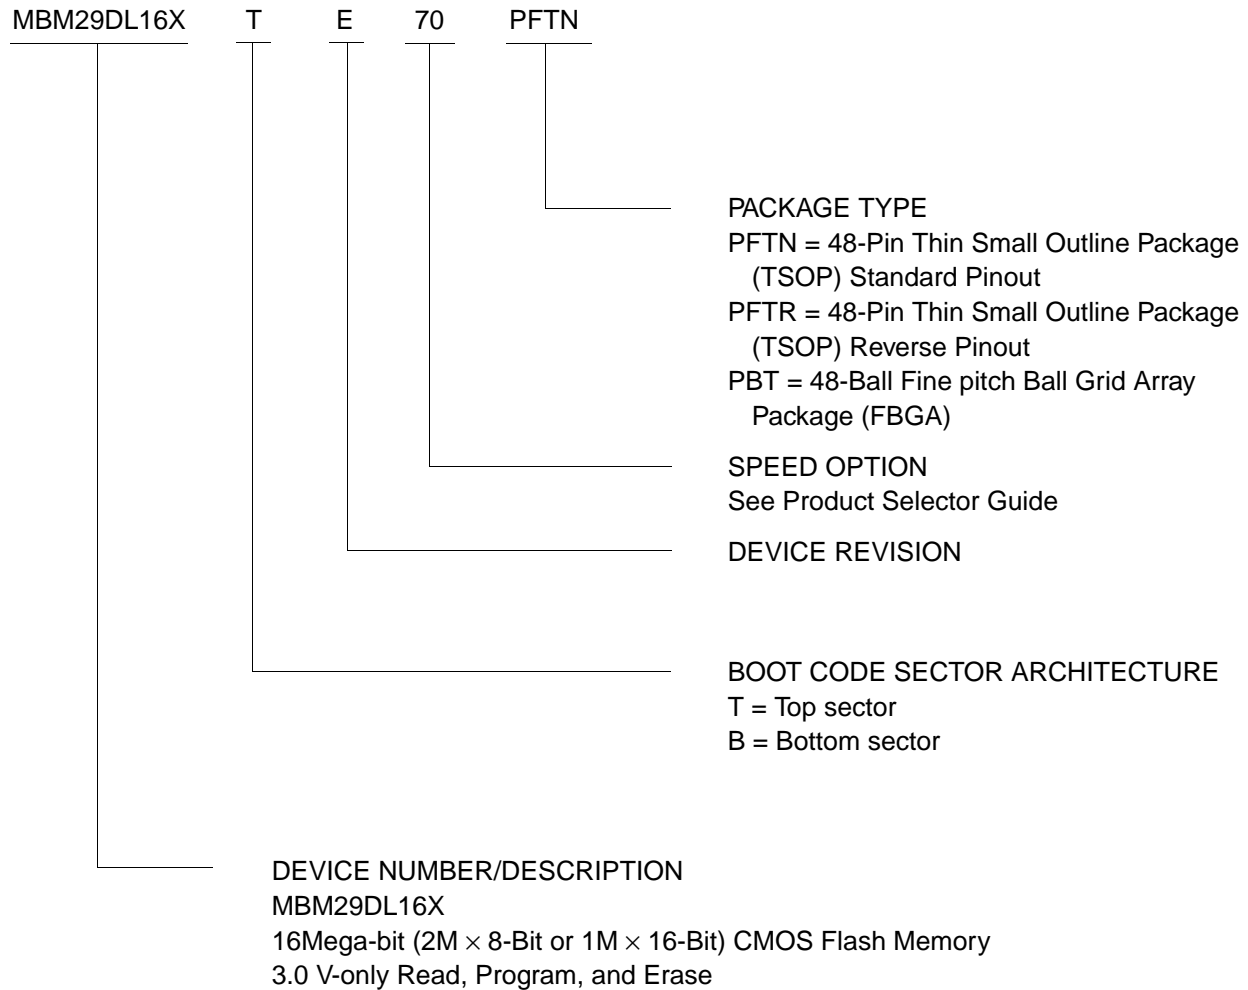 MBM29DL16X T E 70 PFTN
PACKAGE TYPE
PFTN = 48-Pin Thin Small Outline Package
(TSOP) Standard Pinout
PFTR = 48-Pin Thin Small Outline Package
(TSOP) Reverse Pinout
PBT = 48-Ball Fine pitch Ball Grid Array
Package (FBGA)
SPEED OPTION
See Product Selector Guide
DEVICE REVISION
BOOT CODE SECTOR ARCHITECTURE
T = Top sector
B = Bottom sector
DEVICE NUMBER/DESCRIPTION
MBM29DL16X
16Mega-bit (2M × 8-Bit or 1M × 16-Bit) CMOS Flash Memory
3.0 V-only Read, Program, and Erase